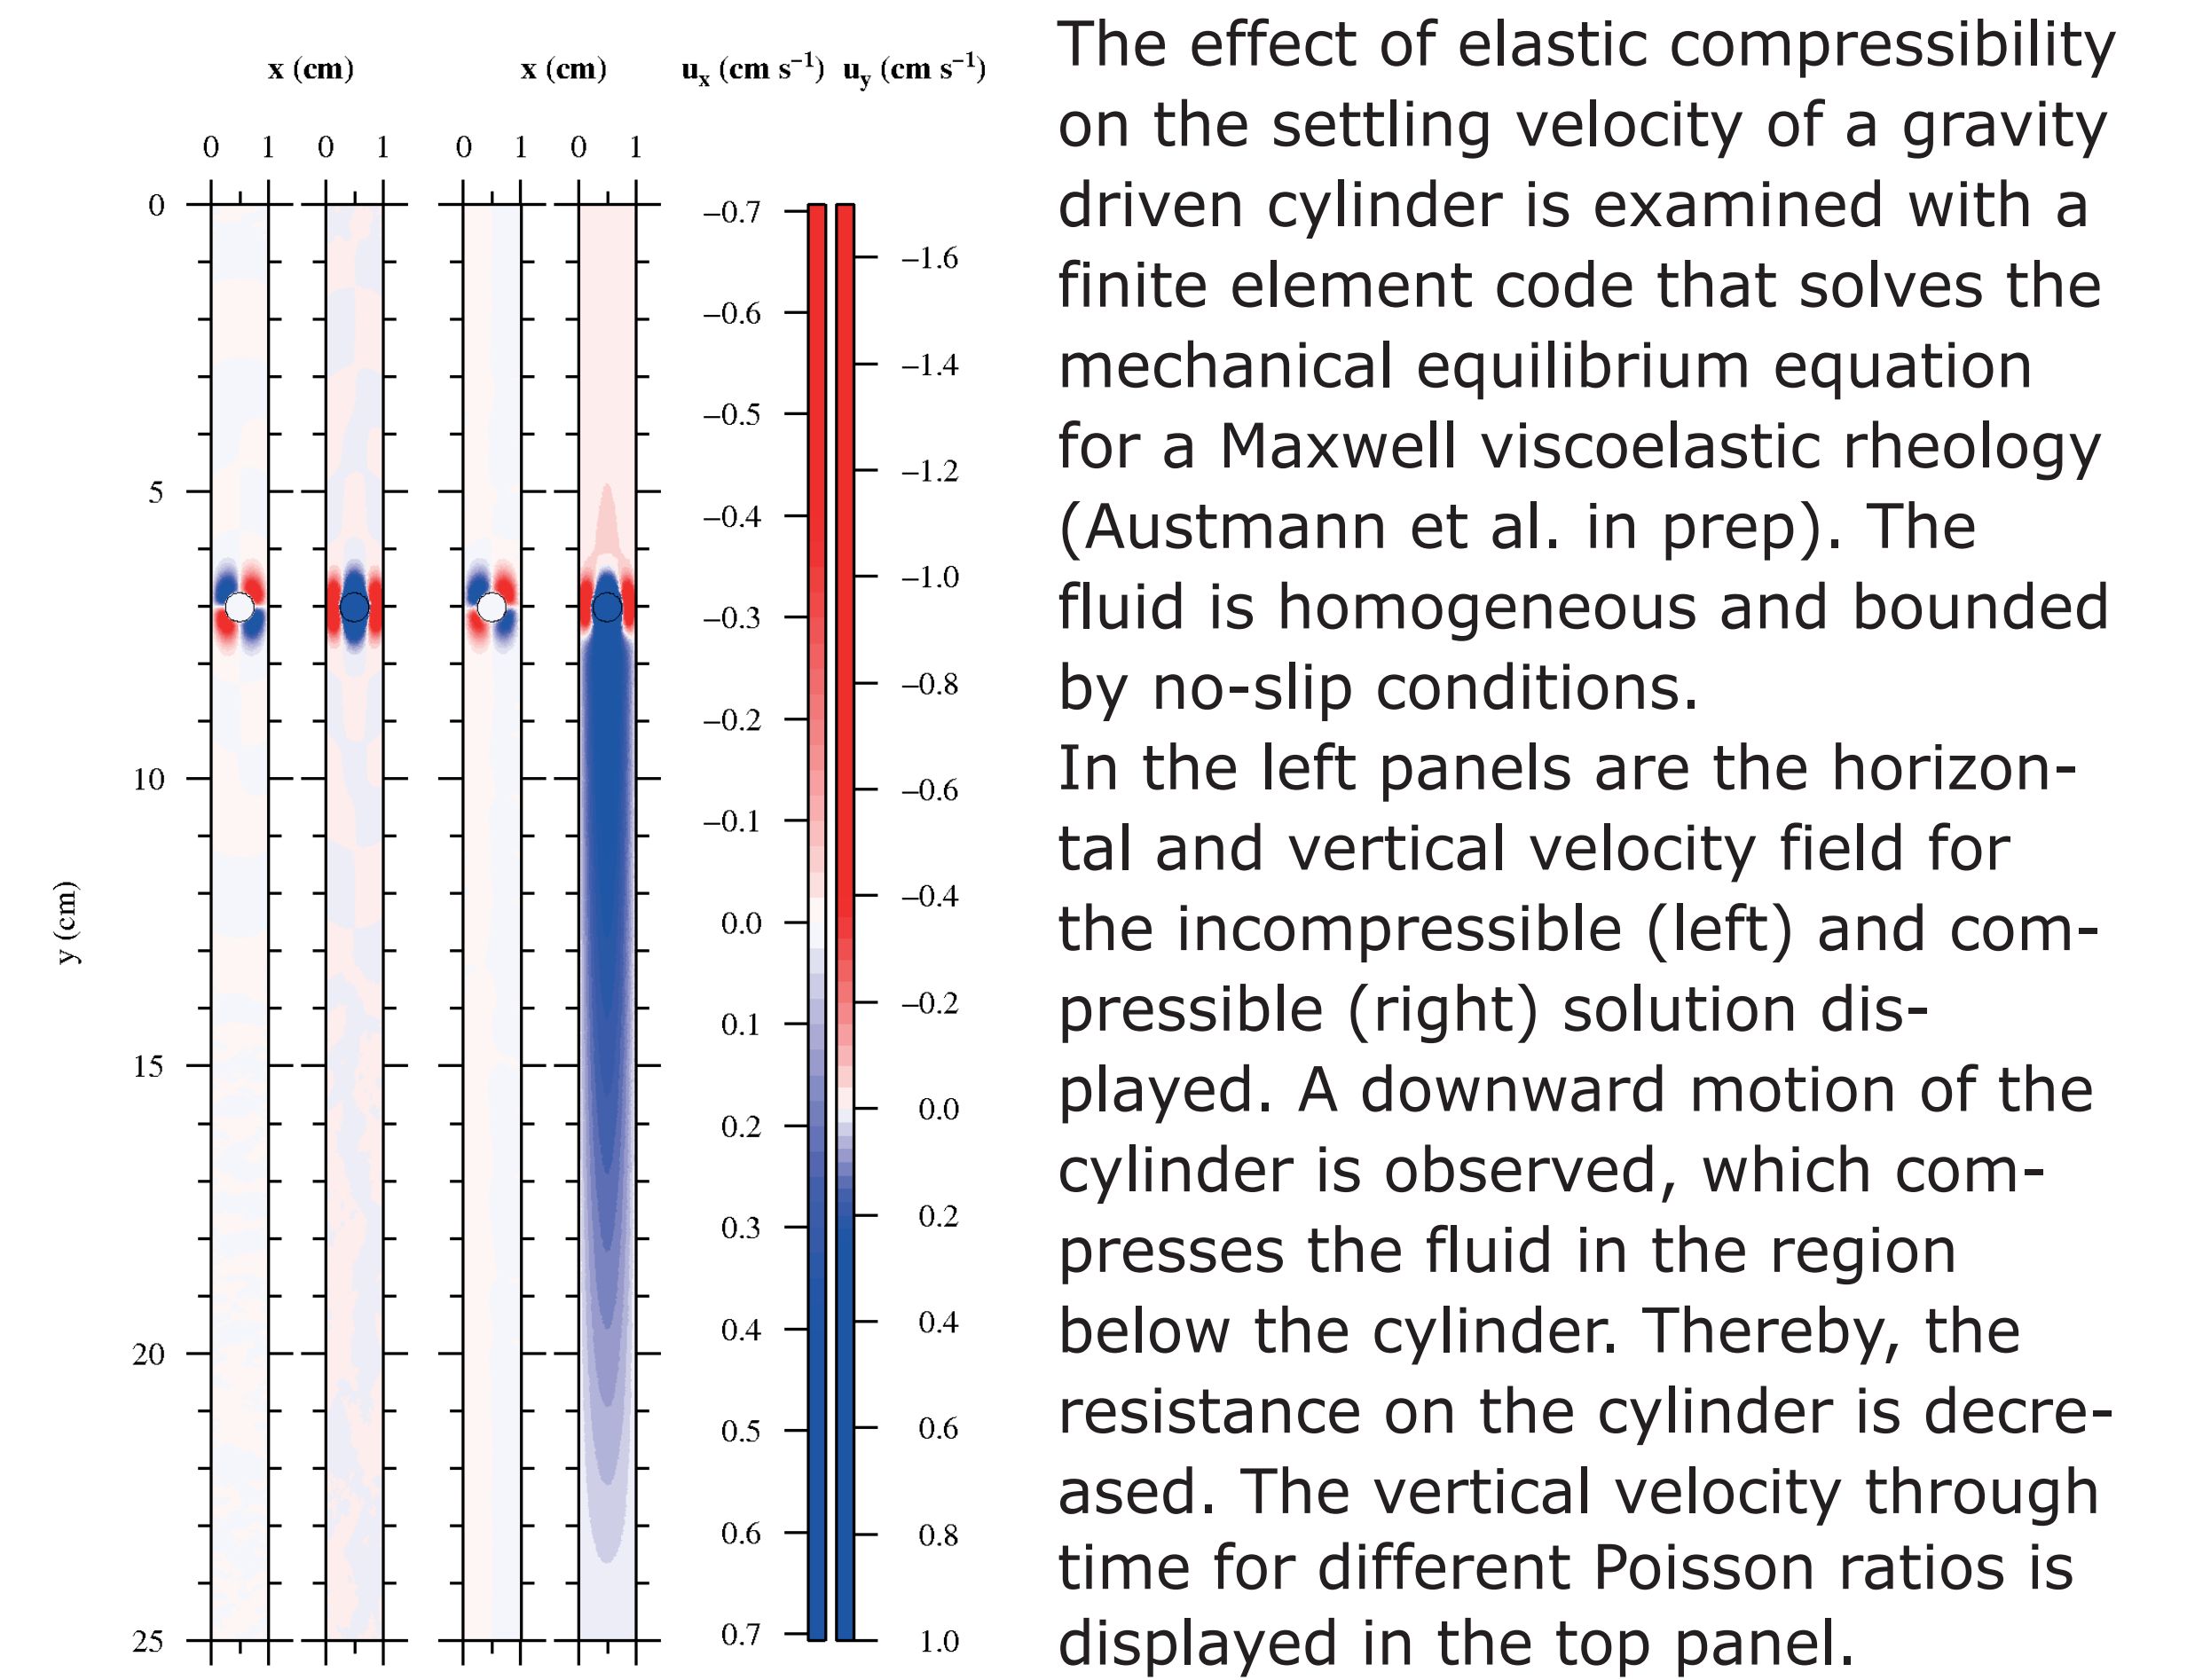 x (cm) x (cm) uₓ (cm s⁻¹) u_y (cm s⁻¹)
0 1 0 1 0 1 0 1
0
5
10
15
20
25
y (cm)
−0.7
−0.6
−0.5
−0.4
−0.3
−0.2
−0.1
0.0
0.1
0.2
0.3
0.4
0.5
0.6
0.7
−1.6
−1.4
−1.2
−1.0
−0.8
−0.6
−0.4
−0.2
0.0
0.2
0.4
0.6
0.8
1.0
The effect of elastic compressibility
on the settling velocity of a gravity
driven cylinder is examined with a
finite element code that solves the
mechanical equilibrium equation
for a Maxwell viscoelastic rheology
(Austmann et al. in prep). The
fluid is homogeneous and bounded
by no-slip conditions.
In the left panels are the horizon-
tal and vertical velocity field for
the incompressible (left) and com-
pressible (right) solution dis-
played. A downward motion of the
cylinder is observed, which com-
presses the fluid in the region
below the cylinder. Thereby, the
resistance on the cylinder is decre-
ased. The vertical velocity through
time for different Poisson ratios is
displayed in the top panel.